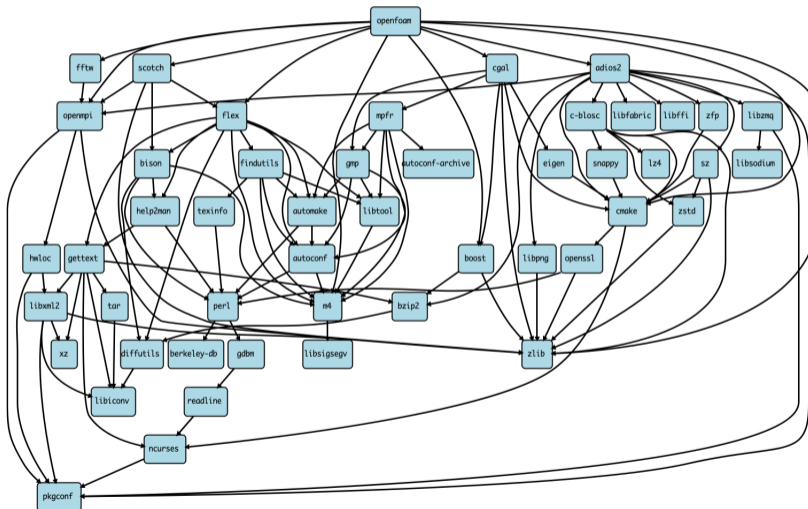 openfoam
fftw
scotch
cgal
adios2
openmpi
flex
mpfr
c-blosc
libfabric
libffi
zfp
libzmq
bison
findutils
gmp
autoconf-archive
eigen
snappy
lz4
sz
libsodium
help2man
texinfo
automake
libtool
cmake
zstd
hwloc
gettext
autoconf
boost
libpng
openssl
libxml2
tar
perl
m4
bzip2
xz
diffutils
berkeley-db
gdbm
libsigsegv
zlib
libiconv
readline
ncurses
pkgconf